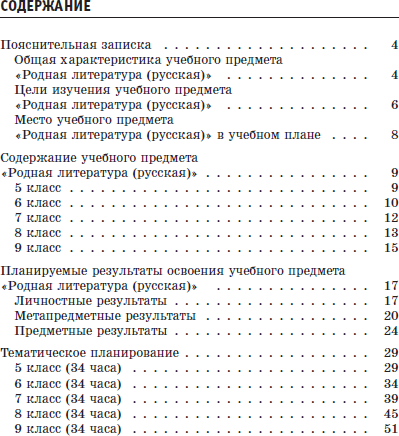 СОДЕРЖАНИЕ
Пояснительная записка . . . . . . . . . . . . . . . . . . . 4
Общая характеристика учебного предмета
«Родная литература (русская)» . . . . . . . . . . . . . 4
Цели изучения учебного предмета
«Родная литература (русская)» . . . . . . . . . . . . . 6
Место учебного предмета
«Родная литература (русская)» в учебном плане . . . . 8
Содержание учебного предмета
«Родная литература (русская)» . . . . . . . . . . . . . . . 9
5 класс . . . . . . . . . . . . . . . . . . . . . . . . . . . 9
6 класс . . . . . . . . . . . . . . . . . . . . . . . . . . . 10
7 класс . . . . . . . . . . . . . . . . . . . . . . . . . . . 12
8 класс . . . . . . . . . . . . . . . . . . . . . . . . . . . 13
9 класс . . . . . . . . . . . . . . . . . . . . . . . . . . . 15
Планируемые результаты освоения учебного предмета
«Родная литература (русская)» . . . . . . . . . . . . . . 17
Личностные результаты . . . . . . . . . . . . . . . . . . 17
Метапредметные результаты . . . . . . . . . . . . . . . 20
Предметные результаты . . . . . . . . . . . . . . . . . . 24
Тематическое планирование . . . . . . . . . . . . . . . . . 29
5 класс (34 часа) . . . . . . . . . . . . . . . . . . . . . 29
6 класс (34 часа) . . . . . . . . . . . . . . . . . . . . . 34
7 класс (34 часа) . . . . . . . . . . . . . . . . . . . . . 39
8 класс (34 часа) . . . . . . . . . . . . . . . . . . . . . 45
9 класс (34 часа) . . . . . . . . . . . . . . . . . . . . . 51